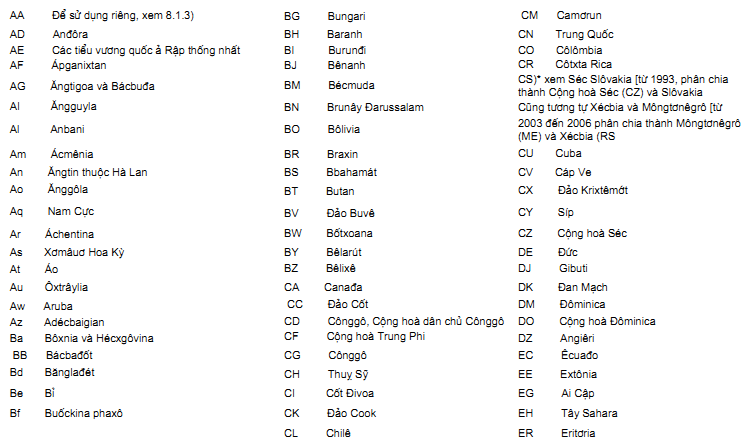 AA Để sử dụng riêng, xem 8.1.3)
AD Anđôra
AE Các tiểu vương quốc ả Rập thống nhất
AF Ápganixtan
AG Ăngtigoa và Bácbuđa
AI Ăngguyla
AI Anbani
Am Ácmênia
An Ăngtin thuộc Hà Lan
Ao Ănggôla
Aq Nam Cực
Ar Áchentina
As Xơmâuơ Hoa Kỳ
At Áo
Au Ôxtrâylia
Aw Aruba
Az Adécbaigian
Ba Bôxnia và Hécxgôvina
BB Bácbađốt
Bd Băngladét
Be Bỉ
Bf Buốckina phaxô
BG Bungari
BH Baranh
BI Burunđi
BJ Bênanh
BM Bécmuda
BN Brunây Đarussalam
BO Bôlivia
BR Braxin
BS Bbahamát
BT Butan
BV Đảo Buvê
BW Bốtxoana
BY Bêlarút
BZ Bêlixê
CA Canađa
CC Đảo Cốt
CD Cônggô, Cộng hoà dân chủ Cônggô
CF Cộng hoà Trung Phi
CG Cônggô
CH Thuỵ Sỹ
CI Cốt Đivoa
CK Đảo Cook
CL Chilê
CM Camơrun
CN Trung Quốc
CO Côlômbia
CR Côtxta Rica
CS)* xem Séc Slôvakia [từ 1993, phân chia
thành Cộng hoà Séc (CZ) và Slôvakia
Cũng tương tự Xécbia và Môngtơnêgrô [từ
2003 đến 2006 phân chia thành Môngtơnêgrô
(ME) và Xécbia (RS
CU Cuba
CV Cáp Ve
CX Đảo Krixtêmớt
CY Síp
CZ Cộng hoà Séc
DE Đức
DJ Gibuti
DK Đan Mạch
DM Đôminica
DO Cộng hoà Đôminica
DZ Angiêri
EC Êcuađo
EE Extônia
EG Ai Cập
EH Tây Sahara
ER Eritơria